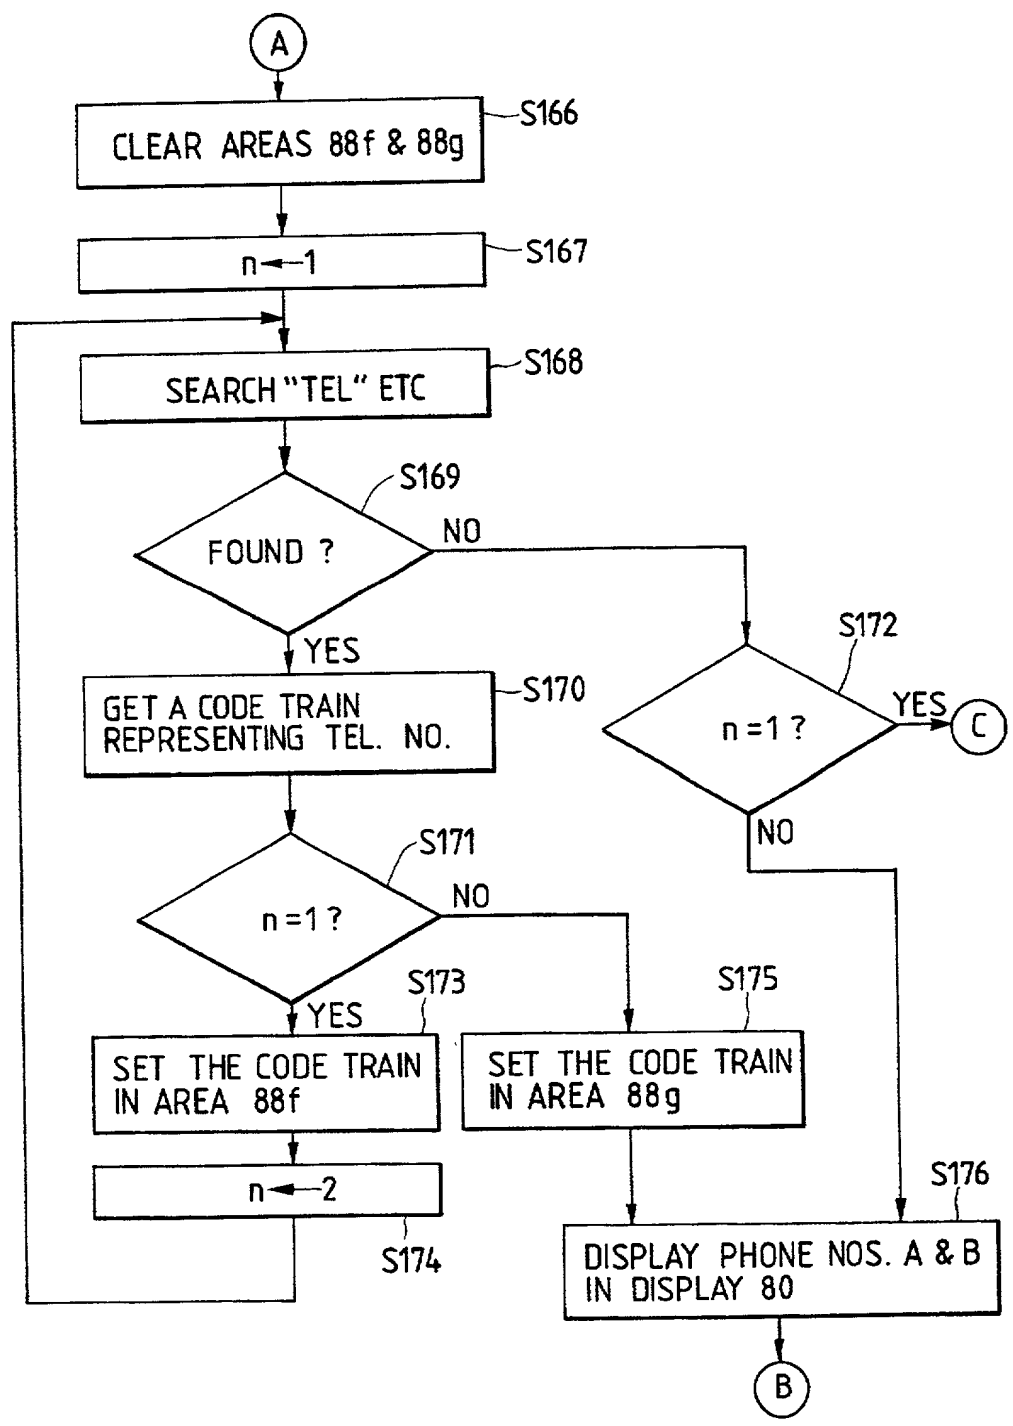 A
S166
CLEAR AREAS 88f & 88g
S167
n←1
S168
SEARCH "TEL" ETC
S169
FOUND ?
NO
YES
S170
GET A CODE TRAIN
REPRESENTING TEL. NO.
S172
n=1 ?
YES
C
NO
S171
n=1 ?
NO
YES
S173
SET THE CODE TRAIN
IN AREA 88f
S175
SET THE CODE TRAIN
IN AREA 88g
n←2
S174
S176
DISPLAY PHONE NOS. A & B
IN DISPLAY 80
B